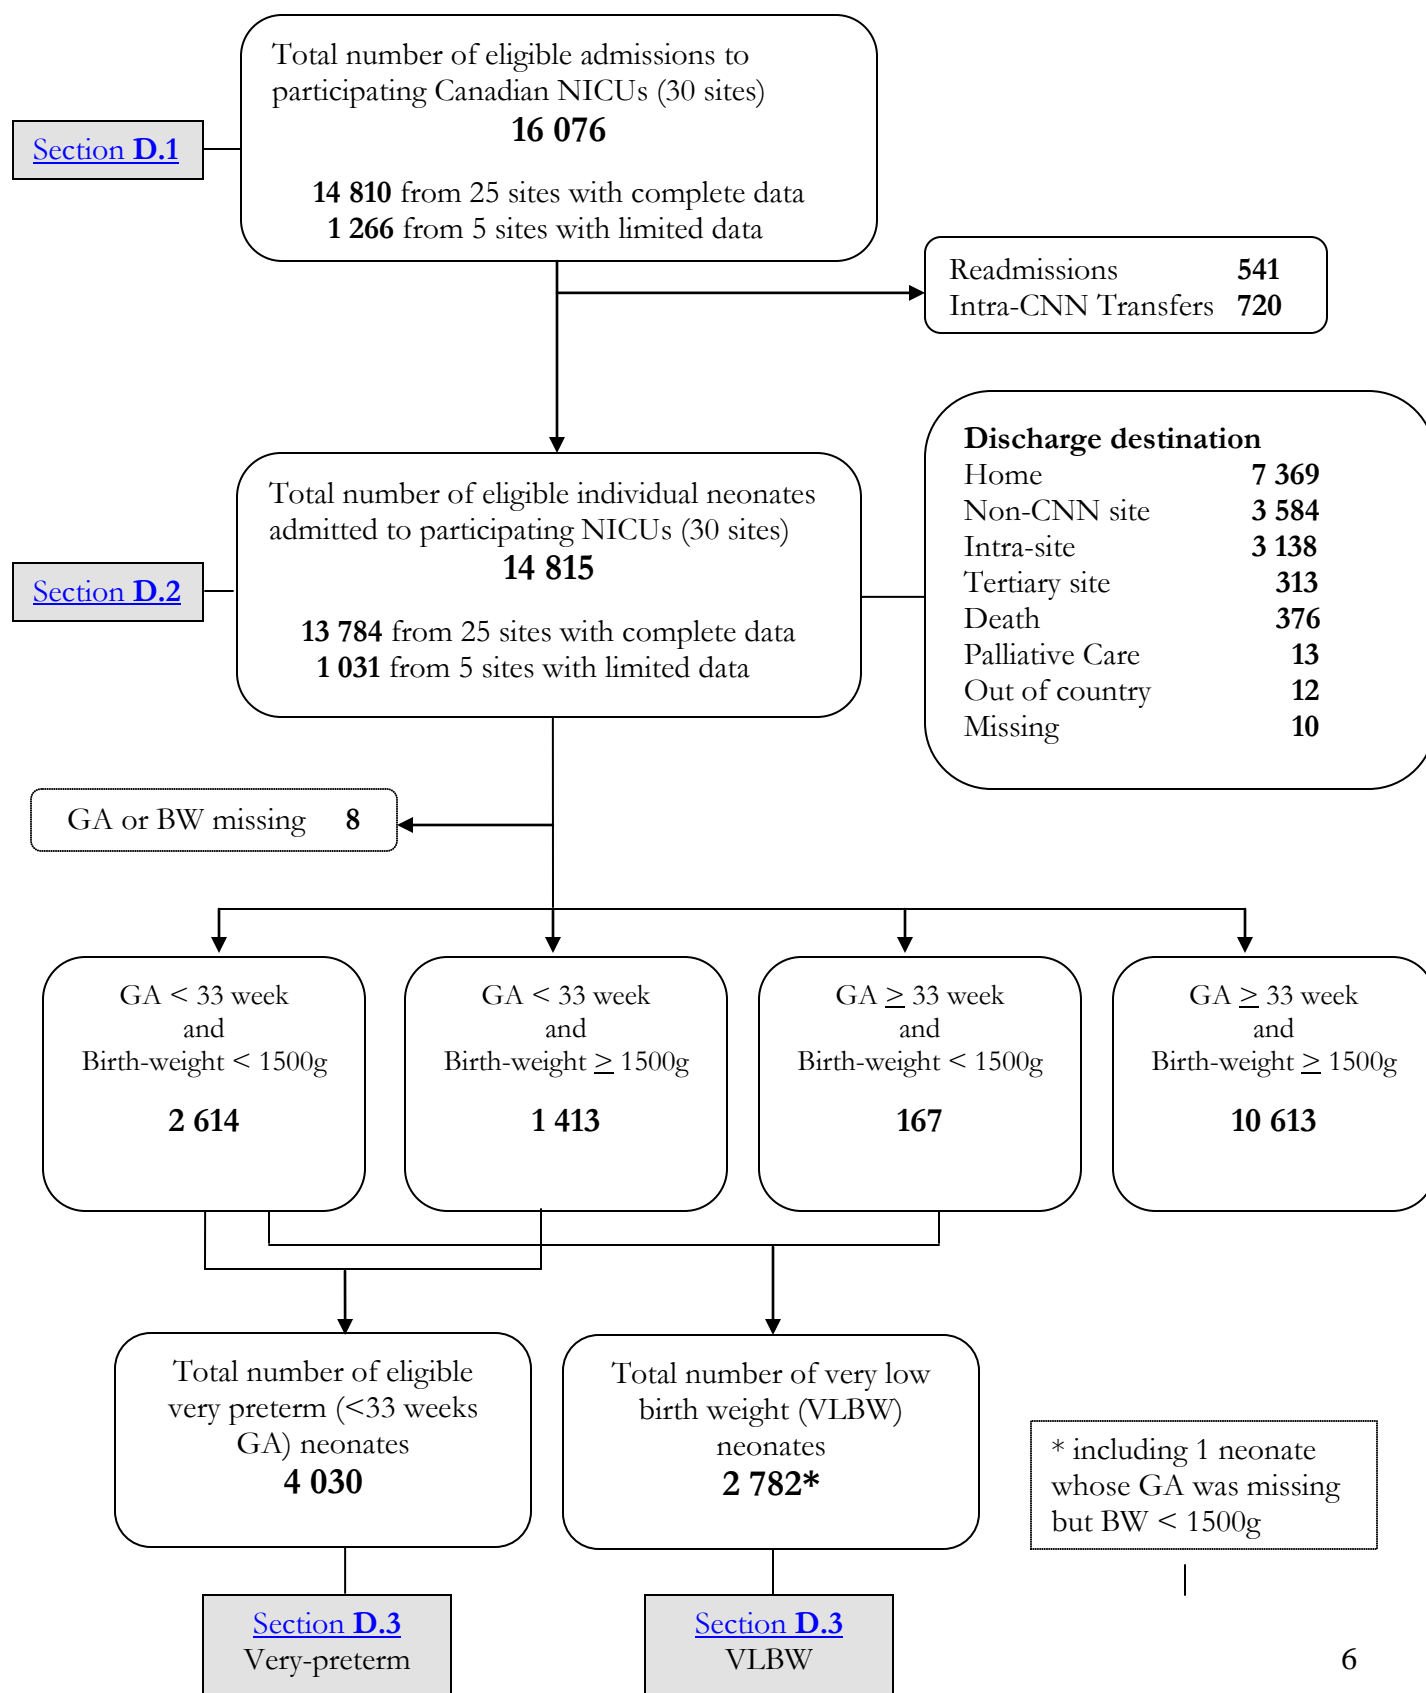 Total number of eligible admissions to
participating Canadian NICUs (30 sites)
16 076
14 810 from 25 sites with complete data
1 266 from 5 sites with limited data
Section D.1
Readmissions 541
Intra-CNN Transfers 720
Discharge destination
Home 7 369
Non-CNN site 3 584
Intra-site 3 138
Tertiary site 313
Death 376
Palliative Care 13
Out of country 12
Missing 10
Total number of eligible individual neonates
admitted to participating NICUs (30 sites)
14 815
13 784 from 25 sites with complete data
1 031 from 5 sites with limited data
Section D.2
GA or BW missing 8
GA < 33 week
and
Birth-weight < 1500g
2 614
GA < 33 week
and
Birth-weight ≥ 1500g
1 413
GA ≥ 33 week
and
Birth-weight < 1500g
167
GA ≥ 33 week
and
Birth-weight ≥ 1500g
10 613
Total number of eligible
very preterm (<33 weeks
GA) neonates
4 030
Total number of very low
birth weight (VLBW)
neonates
2 782*
* including 1 neonate
whose GA was missing
but BW < 1500g
Section D.3
Very-preterm
Section D.3
VLBW
6